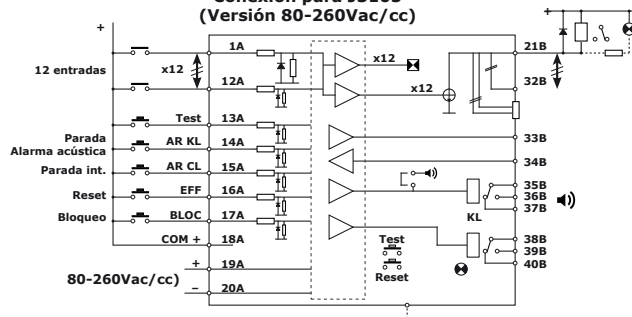 (Versión 80-260Vac/cc)
+
+
1A
21B
x12
12 entradas
x12
12A
x12
32B
Test
13A
Parada
Alarma acústica
AR KL
14A
33B
Parada int.
AR CL
15A
34B
Reset
EFF
16A
35B
36B
37B
Bloqueo
BLOC
17A
KL
COM +
18A
Test
38B
39B
40B
+
19A
80-260Vac/cc)
Reset
–
20A